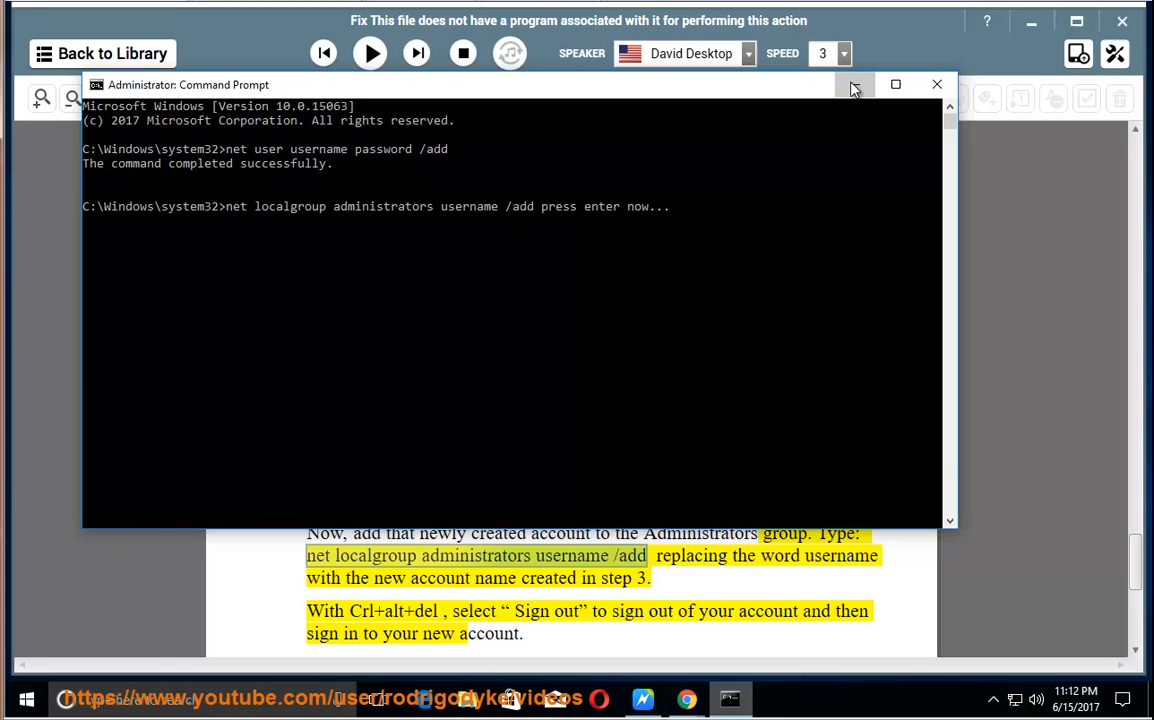 Fix This file does not have a program associated with it for performing this action
?
Back to Library
SPEAKER
David Desktop
SPEED
3
Administrator: Command Prompt
Microsoft Windows [Version 10.0.15063]
(c) 2017 Microsoft Corporation. All rights reserved.
C:\Windows\system32>net user username password /add
The command completed successfully.
C:\Windows\system32>net localgroup administrators username /add press enter now...
Now, add that newly created account to the Administrators group. Type:
net localgroup administrators username /add replacing the word username
with the new account name created in step 3.
With Crl+alt+del , select “ Sign out” to sign out of your account and then
sign in to your new account.
https://www.youtube.com/user/rodrigodykeivideos
11:12 PM
6/15/2017